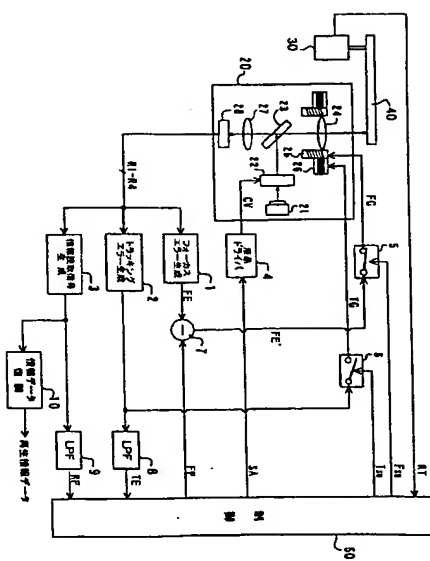 50
制御
RT
Fsw
Tsw
SA
FP
TE
RF
5
6
8
LPF
9
LPF
再生情報データ
FG
TG
FE'
7
4
液晶ドライバ
CV
FE
1
フォーカス
エラー生成
2
トラッキング
エラー生成
3
情報読取信号
生成
10
情報データ
復調
R1~R4
30
40
20
24
25
26
23
22
21
27
28